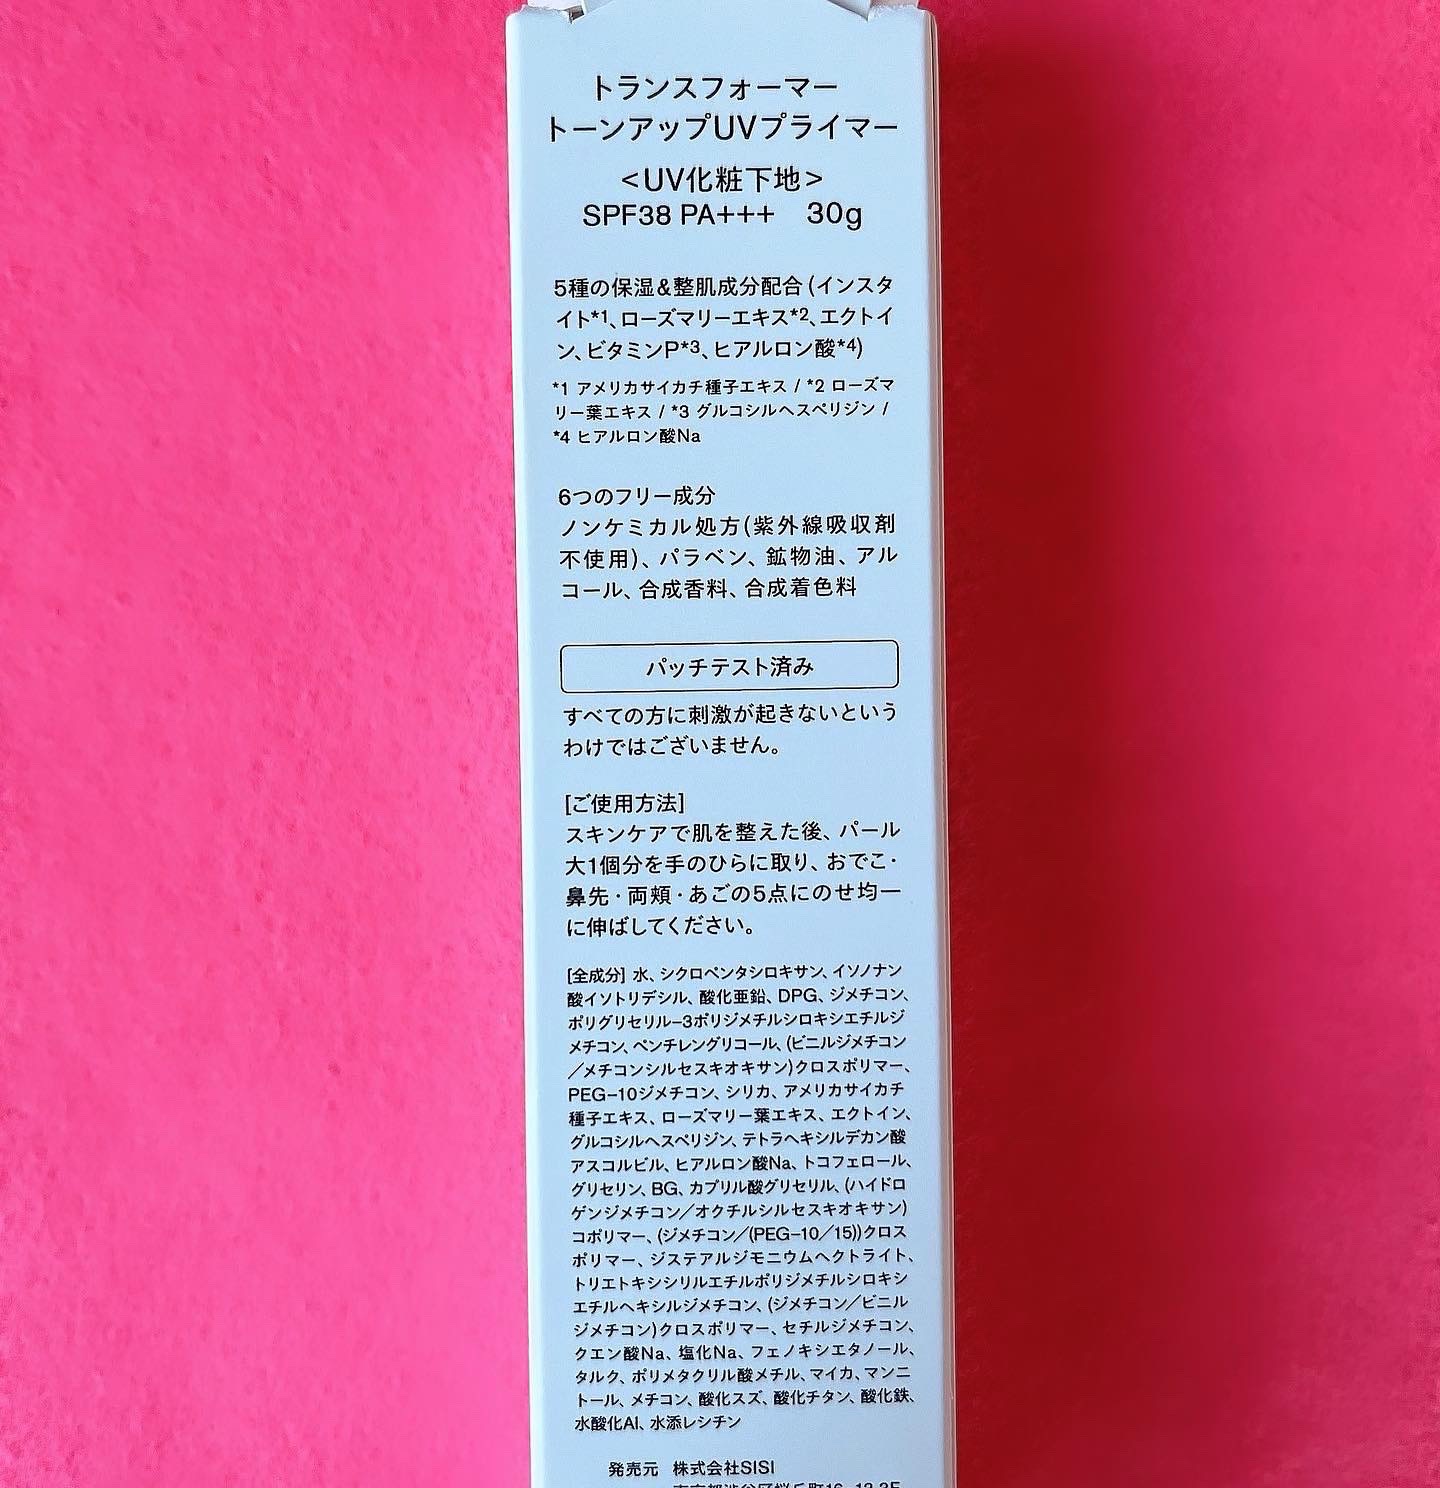 トランスフォーマー
トーンアップUVプライマー
<UV化粧下地>
SPF38 PA+++ 30g
5種の保湿&整肌成分配合(インスタ
イト*1、ローズマリーエキス*2、エクトイ
ン、ビタミンP*3、ヒアルロン酸*4)
*1 アメリカサイカチ種子エキス / *2 ローズマ
リー葉エキス / *3 グルコシルヘスペリジン /
*4 ヒアルロン酸Na
6つのフリー成分
ノンケミカル処方(紫外線吸収剤
不使用)、パラベン、鉱物油、アル
コール、合成香料、合成着色料
パッチテスト済み
すべての方に刺激が起きないという
わけではございません。
[ご使用方法]
スキンケアで肌を整えた後、パール
大1個分を手のひらに取り、おでこ・
鼻先・両頬・あごの5点にのせ均一
に伸ばしてください。
[全成分] 水、シクロペンタシロキサン、イソノナン
酸イソトリデシル、酸化亜鉛、DPG、ジメチコン、
ポリグリセリル-3ポリジメチルシロキシエチルジ
メチコン、ペンチレングリコール、(ビニルジメチコン
/メチコンシルセスキオキサン)クロスポリマー、
PEG-10ジメチコン、シリカ、アメリカサイカチ
種子エキス、ローズマリー葉エキス、エクトイン、
グルコシルヘスペリジン、テトラヘキシルデカン酸
アスコルビル、ヒアルロン酸Na、トコフェロール、
グリセリン、BG、カプリル酸グリセリル、(ハイドロ
ゲンジメチコン/オクチルシルセスキオキサン)
コポリマー、(ジメチコン/(PEG-10/15))クロス
ポリマー、ジステアルジモニウムヘクトライト、
トリエトキシシリルエチルポリジメチルシロキシ
エチルヘキシルジメチコン、(ジメチコン/ビニル
ジメチコン)クロスポリマー、セチルジメチコン、
クエン酸Na、塩化Na、フェノキシエタノール、
タルク、ポリメタクリル酸メチル、マイカ、マンニ
トール、メチコン、酸化スズ、酸化チタン、酸化鉄、
水酸化Al、水添レシチン
発売元 株式会社SISI